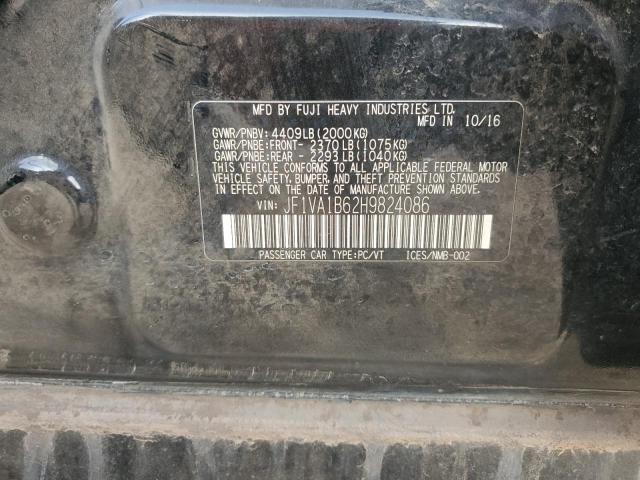 MFD BY FUJI HEAVY INDUSTRIES LTD.
MFD IN 10/16
GVWR/PNBV: 4409LB(2000KG)
GAWR/PNBE:FRONT- 2370LB(1075KG)
GAWR/PNBE:REAR - 2293LB(1040KG)
THIS VEHICLE CONFORMS TO ALL APPLICABLE FEDERAL MOTOR
VEHICLE SAFETY,BUMPER,AND THEFT PREVENTION STANDARDS
IN EFFECT ON THE DATE OF MANUFACTURE SHOWN ABOVE.
VIN: JF1VA1B62H9824086
PASSENGER CAR TYPE:PC/VT ICES/NMB-002